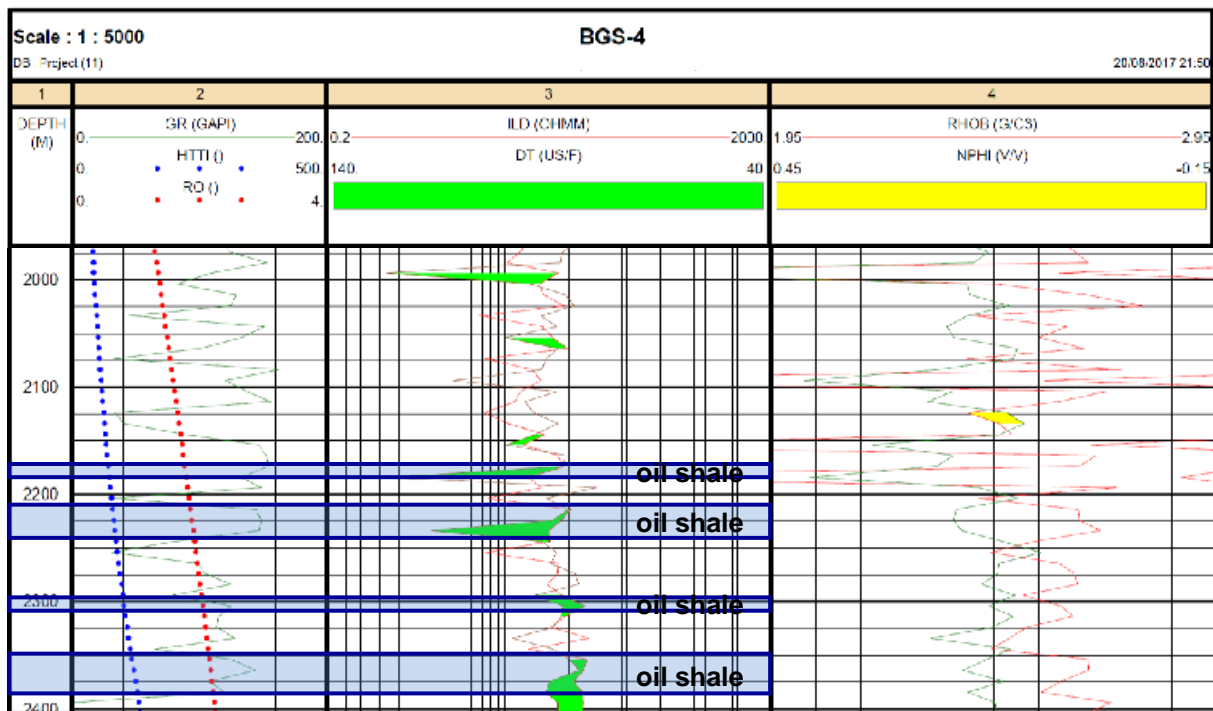 Scale : 1 : 5000
BGS-4
DB : Project (11)
20/08/2017 21:50
1 2 3 4
DEPTH (M)
GR (GAPI)
0. 200.
HTTI ()
0. 500.
RO ()
0. 4.
ILD (OHMM)
0.2 2000.
DT (US/F)
140. 40.
RHOB (G/C3)
1.95 2.95
NPHI (V/V)
0.45 -0.15
2000
2100
oil shale
2200
oil shale
2300 oil shale
oil shale
2400